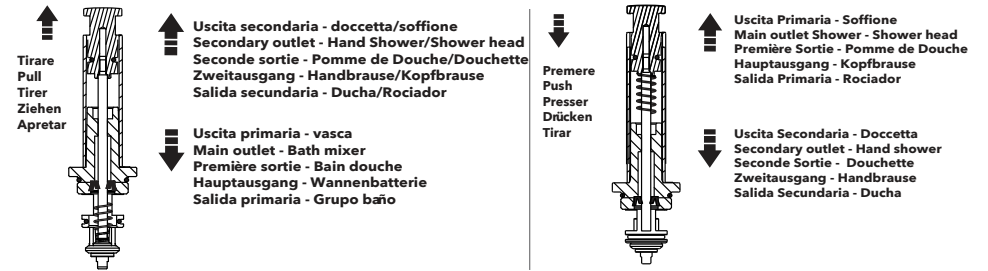 Tirare
Pull
Tirer
Ziehen
Apretar
Uscita secondaria - doccetta/soffione
Secondary outlet - Hand Shower/Shower head
Seconde sortie - Pomme de Douche/Douchette
Zweitausgang - Handbrause/Kopfbrause
Salida secundaria - Ducha/Rociador
Uscita primaria - vasca
Main outlet - Bath mixer
Première sortie - Bain douche
Hauptausgang - Wannenbatterie
Salida primaria - Grupo baño
Premere
Push
Presser
Drücken
Tirar
Uscita Primaria - Soffione
Main outlet Shower - Shower head
Première Sortie - Pomme de Douche
Hauptausgang - Kopfbrause
Salida Primaria - Rociador
Uscita Secondaria - Doccetta
Secondary outlet - Hand shower
Seconde Sortie - Douchette
Zweitausgang - Handbrause
Salida Secundaria - Ducha